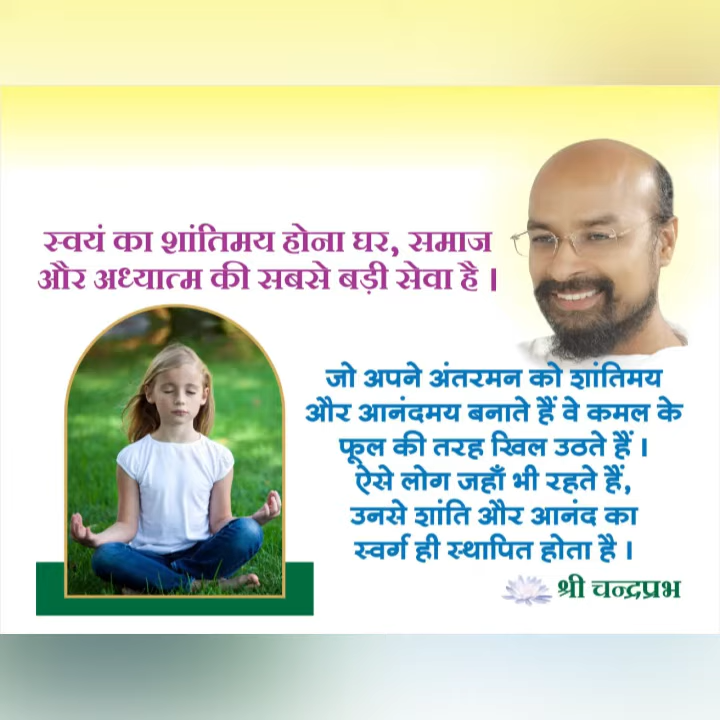 स्वयं का शांतिमय होना घर, समाज
और अध्यात्म की सबसे बड़ी सेवा है।
जो अपने अंतरमन को शांतिमय
और आनंदमय बनाते हैं वे कमल के
फूल की तरह खिल उठते हैं।
ऐसे लोग जहाँ भी रहते हैं,
उनसे शांति और आनंद का
स्वर्ग ही स्थापित होता है।
श्री चन्द्रप्रभ